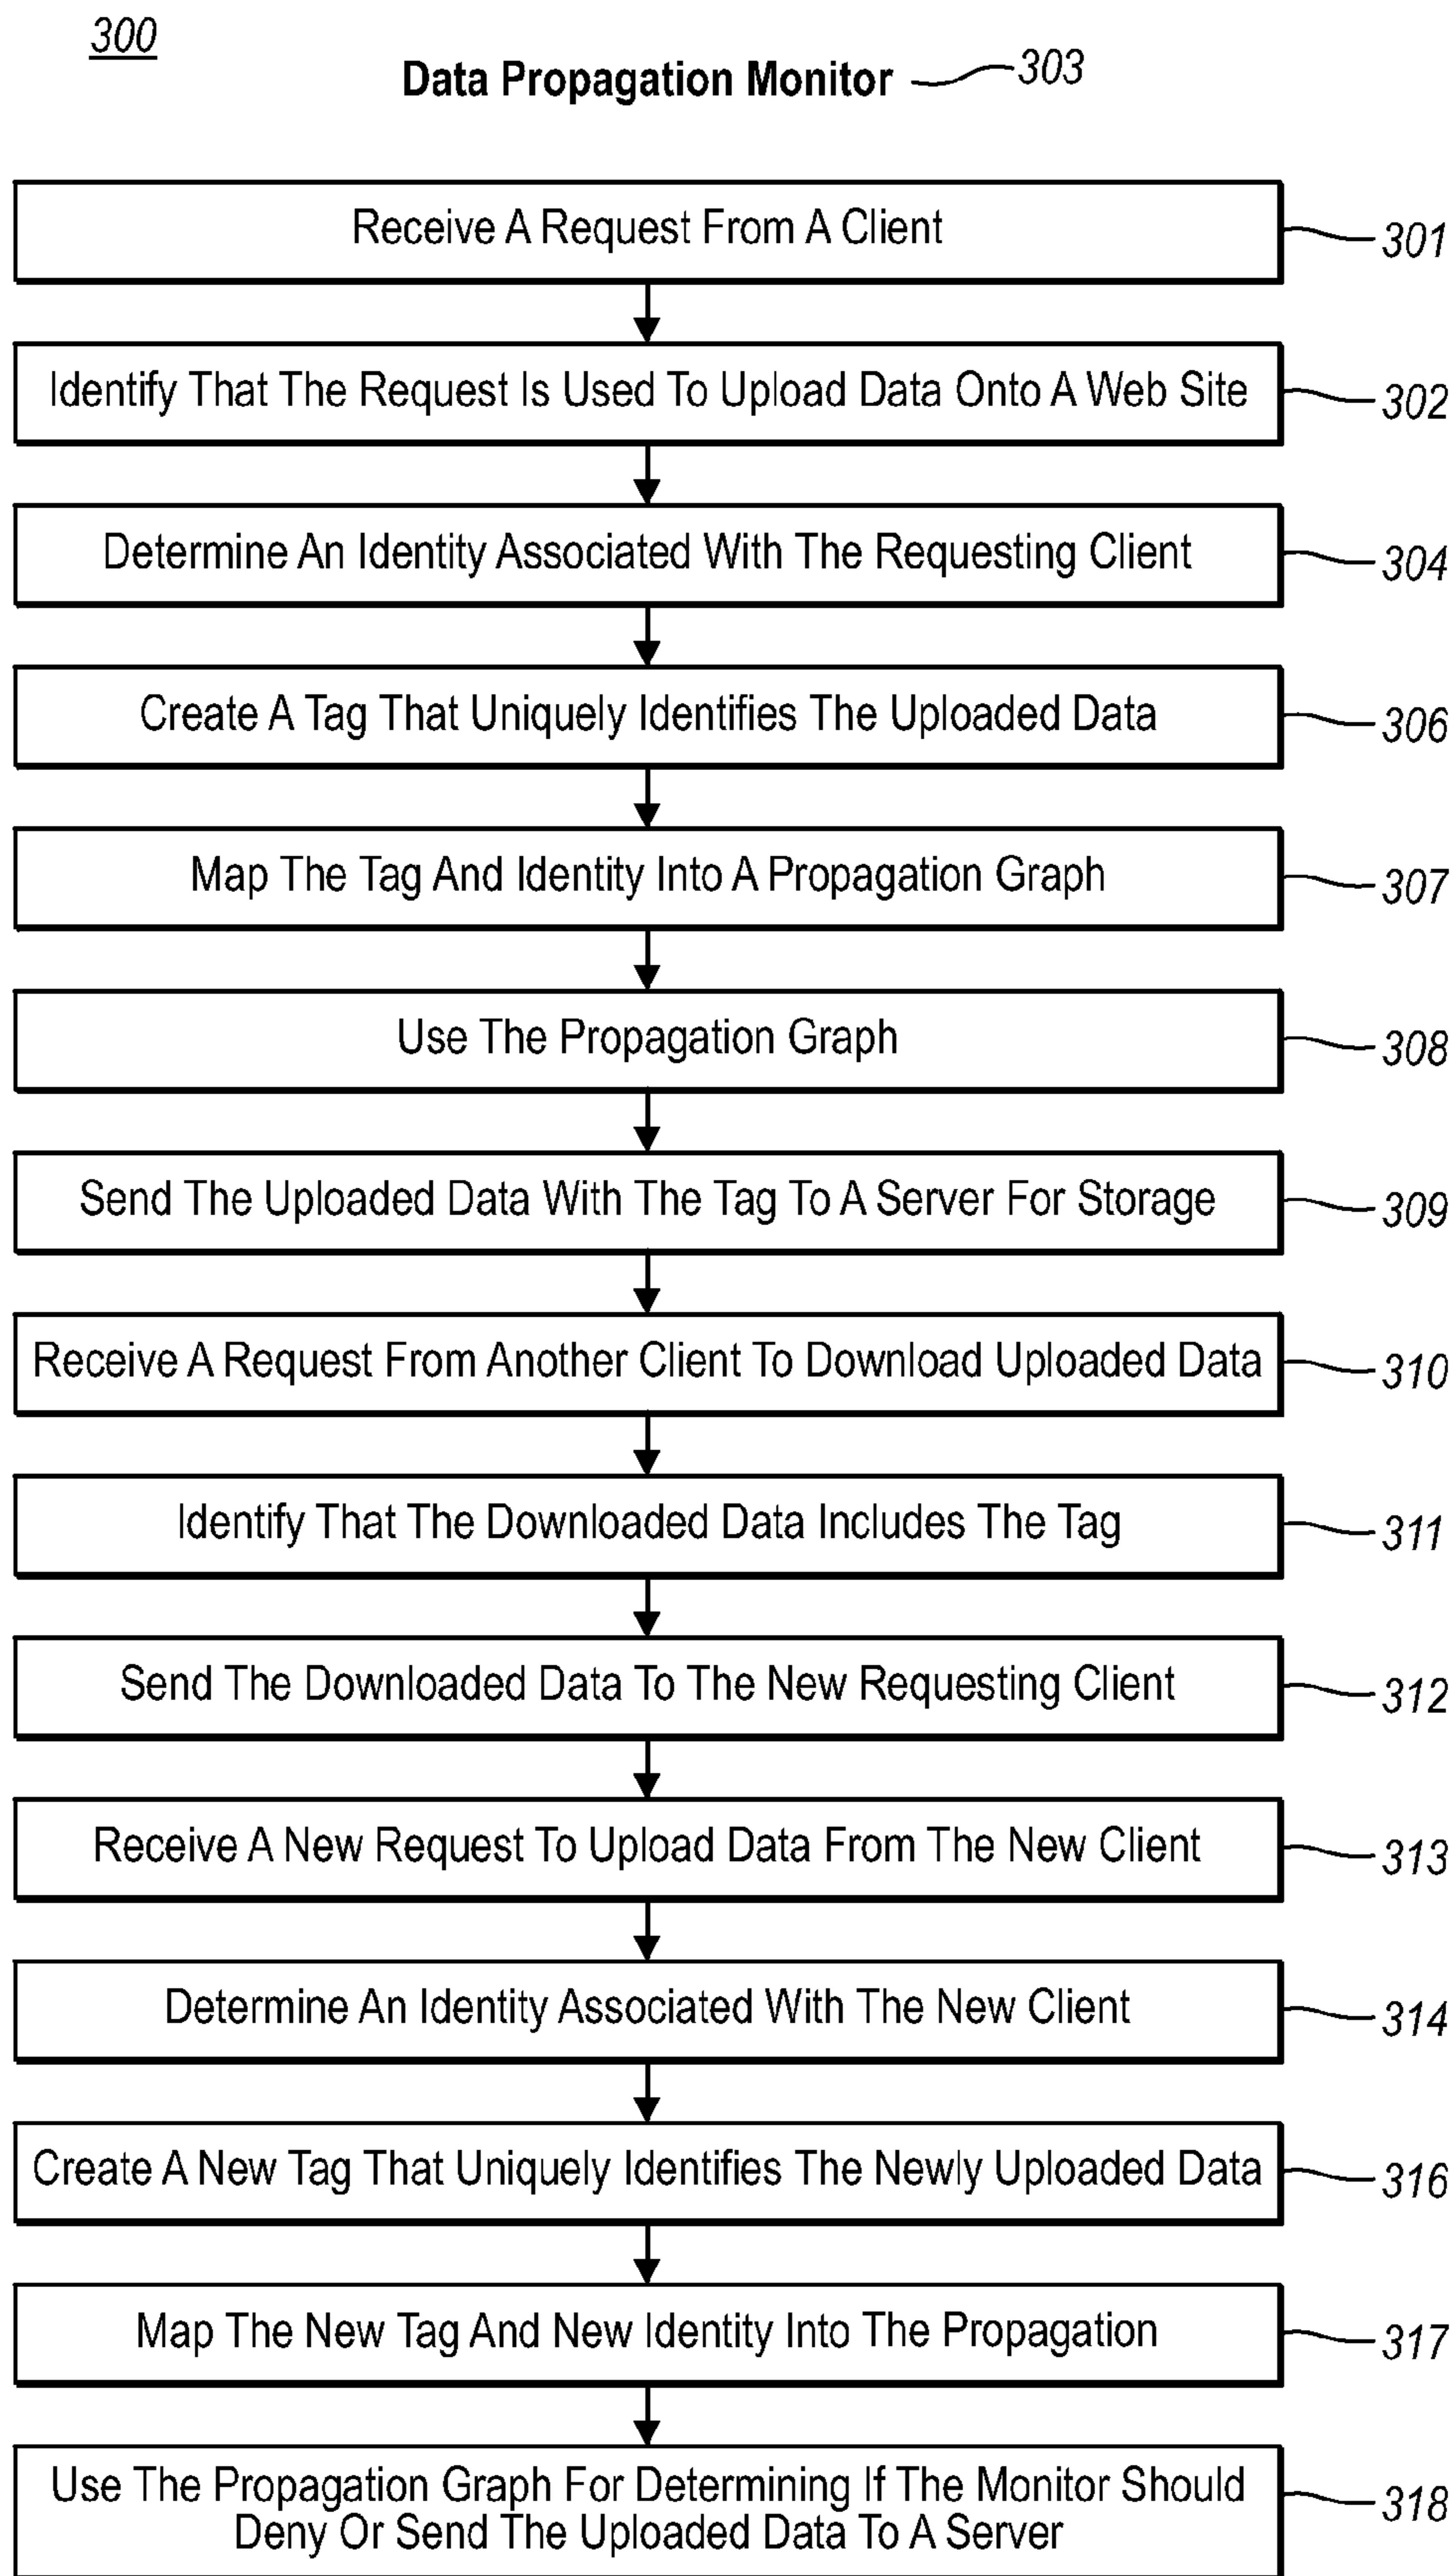 300
Data Propagation Monitor 303
Receive A Request From A Client 301
Identify That The Request Is Used To Upload Data Onto A Web Site 302
Determine An Identity Associated With The Requesting Client 304
Create A Tag That Uniquely Identifies The Uploaded Data 306
Map The Tag And Identity Into A Propagation Graph 307
Use The Propagation Graph 308
Send The Uploaded Data With The Tag To A Server For Storage 309
Receive A Request From Another Client To Download Uploaded Data 310
Identify That The Downloaded Data Includes The Tag 311
Send The Downloaded Data To The New Requesting Client 312
Receive A New Request To Upload Data From The New Client 313
Determine An Identity Associated With The New Client 314
Create A New Tag That Uniquely Identifies The Newly Uploaded Data 316
Map The New Tag And New Identity Into The Propagation 317
Use The Propagation Graph For Determining If The Monitor Should
Deny Or Send The Uploaded Data To A Server 318